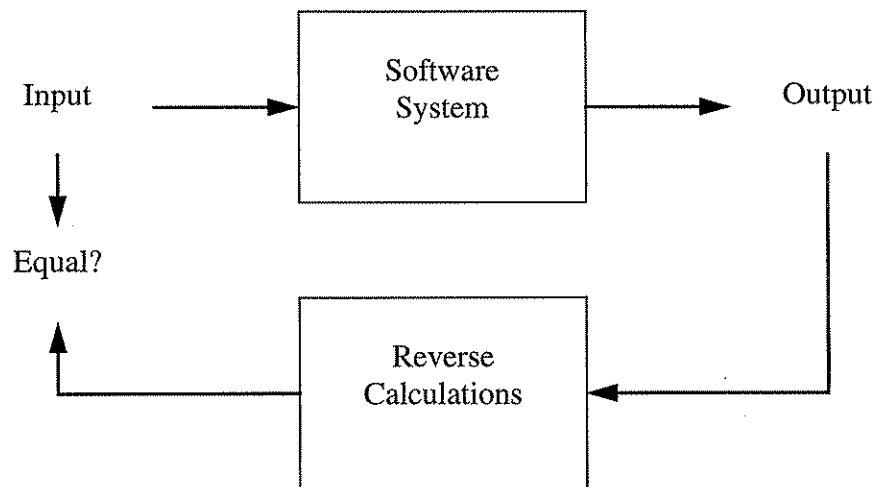 Software
System
Input
Output
Equal?
Reverse
Calculations